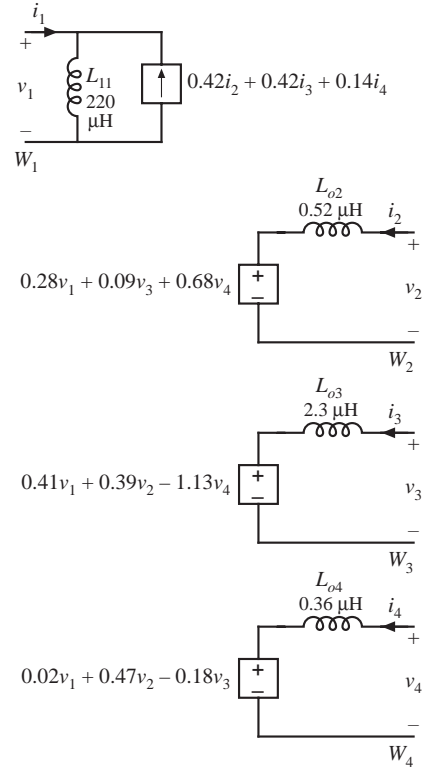 i₁
+
L₁₁
v₁
220
μH
0.42i₂ + 0.42i₃ + 0.14i₄
−
W₁
Lₒ₂
0.52 μH
i₂
+
0.28v₁ + 0.09v₃ + 0.68v₄
+
−
v₂
−
W₂
Lₒ₃
2.3 μH
i₃
+
0.41v₁ + 0.39v₂ − 1.13v₄
+
−
v₃
−
W₃
Lₒ₄
0.36 μH
i₄
+
0.02v₁ + 0.47v₂ − 0.18v₃
+
−
v₄
−
W₄